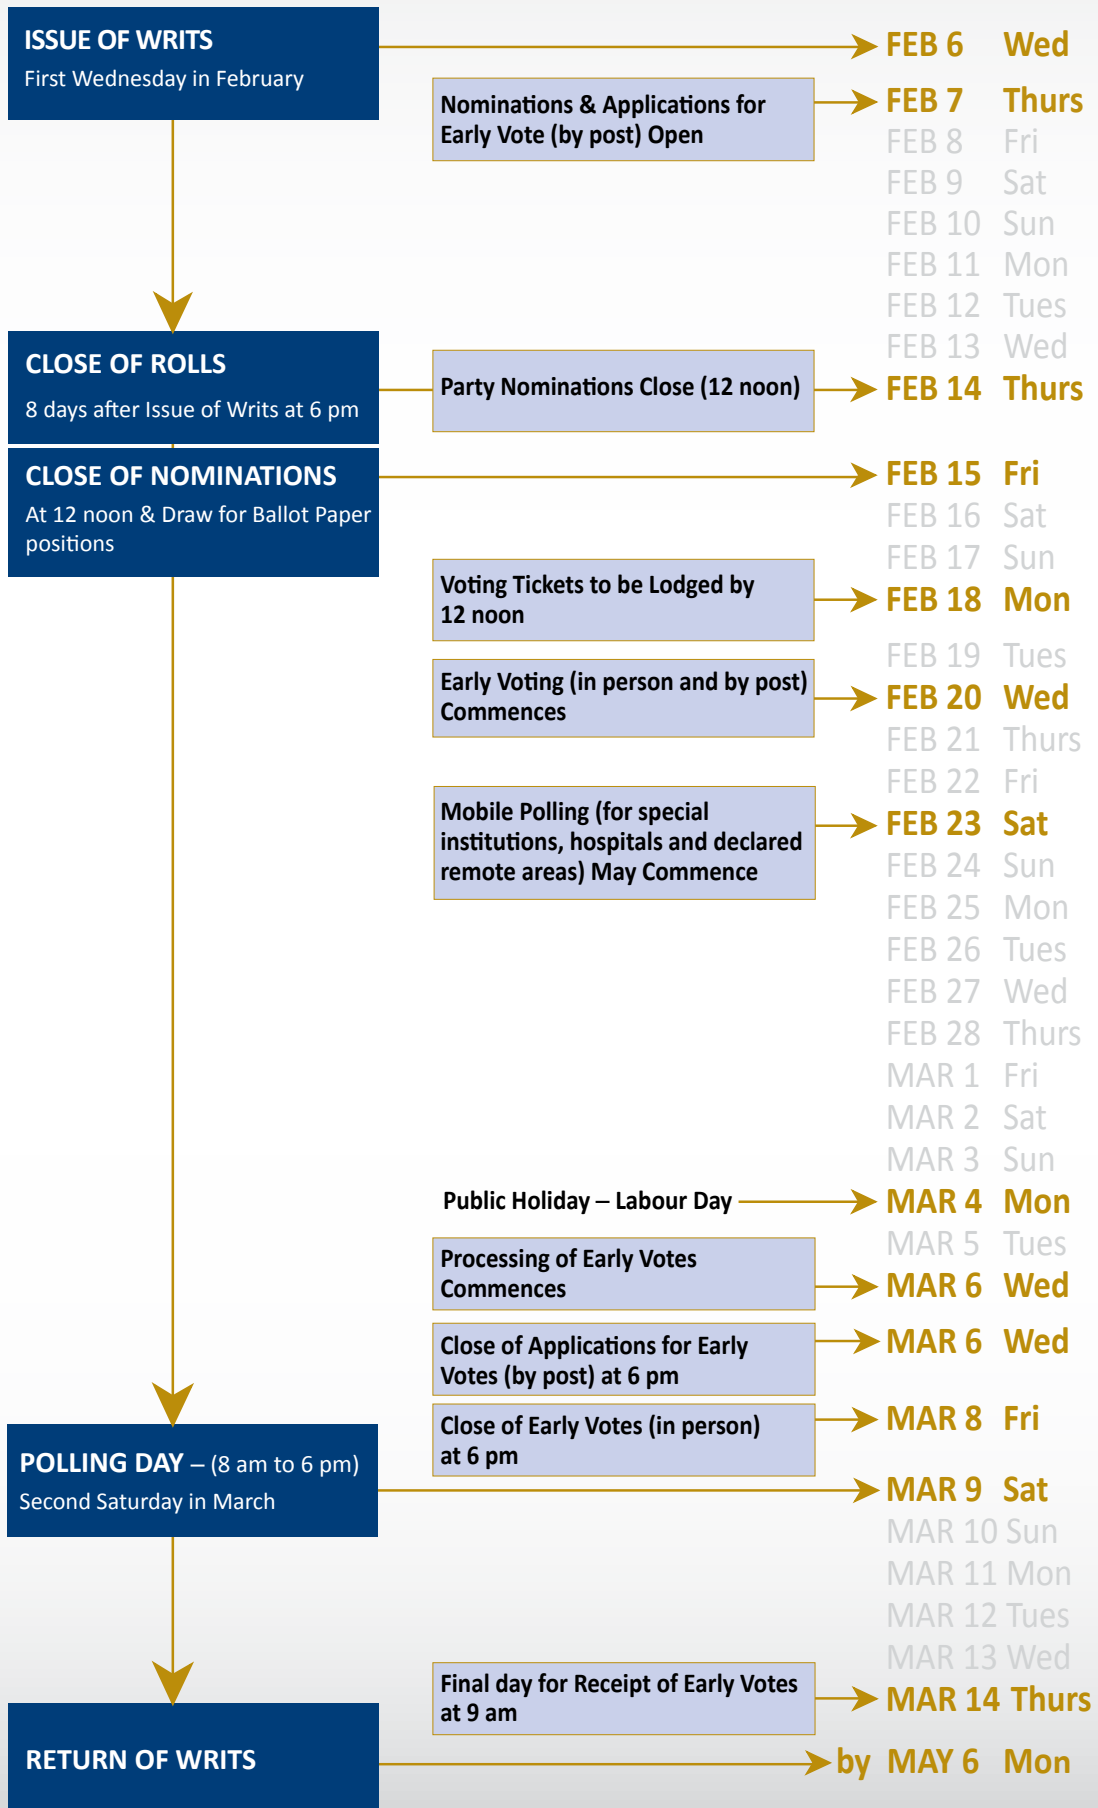 ISSUE OF WRITS
First Wednesday in February
FEB 6 Wed
Nominations & Applications for
Early Vote (by post) Open
FEB 7 Thurs
FEB 8 Fri
FEB 9 Sat
FEB 10 Sun
FEB 11 Mon
FEB 12 Tues
FEB 13 Wed
CLOSE OF ROLLS
8 days after Issue of Writs at 6 pm
Party Nominations Close (12 noon)
FEB 14 Thurs
CLOSE OF NOMINATIONS
At 12 noon & Draw for Ballot Paper
positions
FEB 15 Fri
FEB 16 Sat
FEB 17 Sun
Voting Tickets to be Lodged by
12 noon
FEB 18 Mon
FEB 19 Tues
Early Voting (in person and by post)
Commences
FEB 20 Wed
FEB 21 Thurs
FEB 22 Fri
Mobile Polling (for special
institutions, hospitals and declared
remote areas) May Commence
FEB 23 Sat
FEB 24 Sun
FEB 25 Mon
FEB 26 Tues
FEB 27 Wed
FEB 28 Thurs
MAR 1 Fri
MAR 2 Sat
MAR 3 Sun
Public Holiday – Labour Day
MAR 4 Mon
MAR 5 Tues
Processing of Early Votes
Commences
MAR 6 Wed
Close of Applications for Early
Votes (by post) at 6 pm
MAR 6 Wed
Close of Early Votes (in person)
at 6 pm
MAR 8 Fri
POLLING DAY – (8 am to 6 pm)
Second Saturday in March
MAR 9 Sat
MAR 10 Sun
MAR 11 Mon
MAR 12 Tues
MAR 13 Wed
Final day for Receipt of Early Votes
at 9 am
MAR 14 Thurs
RETURN OF WRITS
by MAY 6 Mon